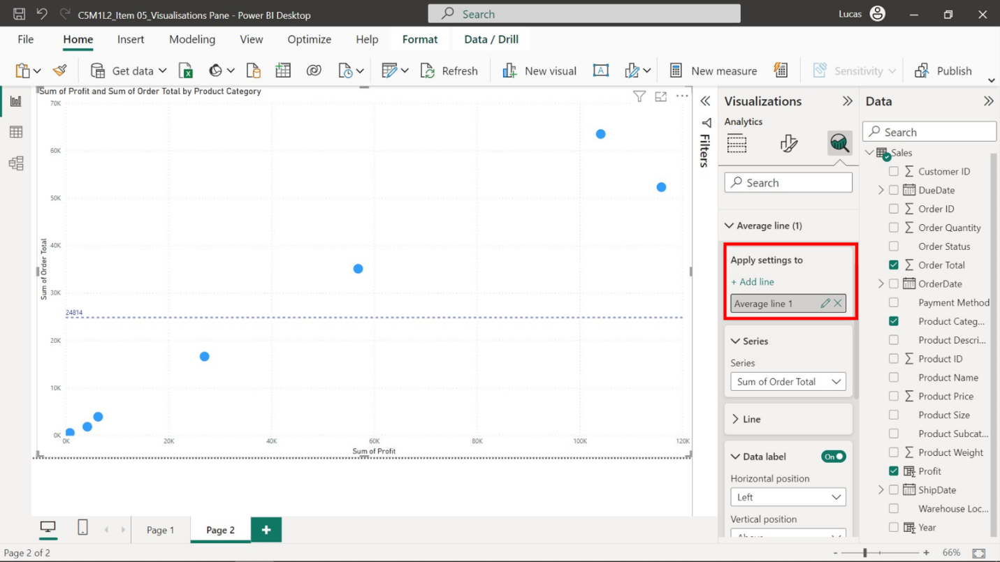 C5M1L2_Item 05_Visualisations Pane - Power BI Desktop
Search
Lucas
File Home Insert Modeling View Optimize Help Format Data / Drill
Get data
Refresh
New visual
New measure
Sensitivity
Publish
Sum of Profit and Sum of Order Total by Product Category
70K
60K
50K
40K
30K
20K
10K
0K
Sum of Order Total
24814
0K 20K 40K 60K 80K 100K 120K
Sum of Profit
Filters
Visualizations
Analytics
Search
Average line (1)
Apply settings to
+ Add line
Average line 1
Series
Series
Sum of Order Total
Line
Data label
On
Horizontal position
Left
Vertical position
Above
Data
Search
Sales
Customer ID
DueDate
Order ID
Order Quantity
Order Status
Order Total
OrderDate
Payment Method
Product Categ...
Product Descri...
Product ID
Product Name
Product Price
Product Size
Product Subcat...
Product Weight
Profit
ShipDate
Warehouse Loc...
Year
Page 1
Page 2
+
Page 2 of 2
- + 66%